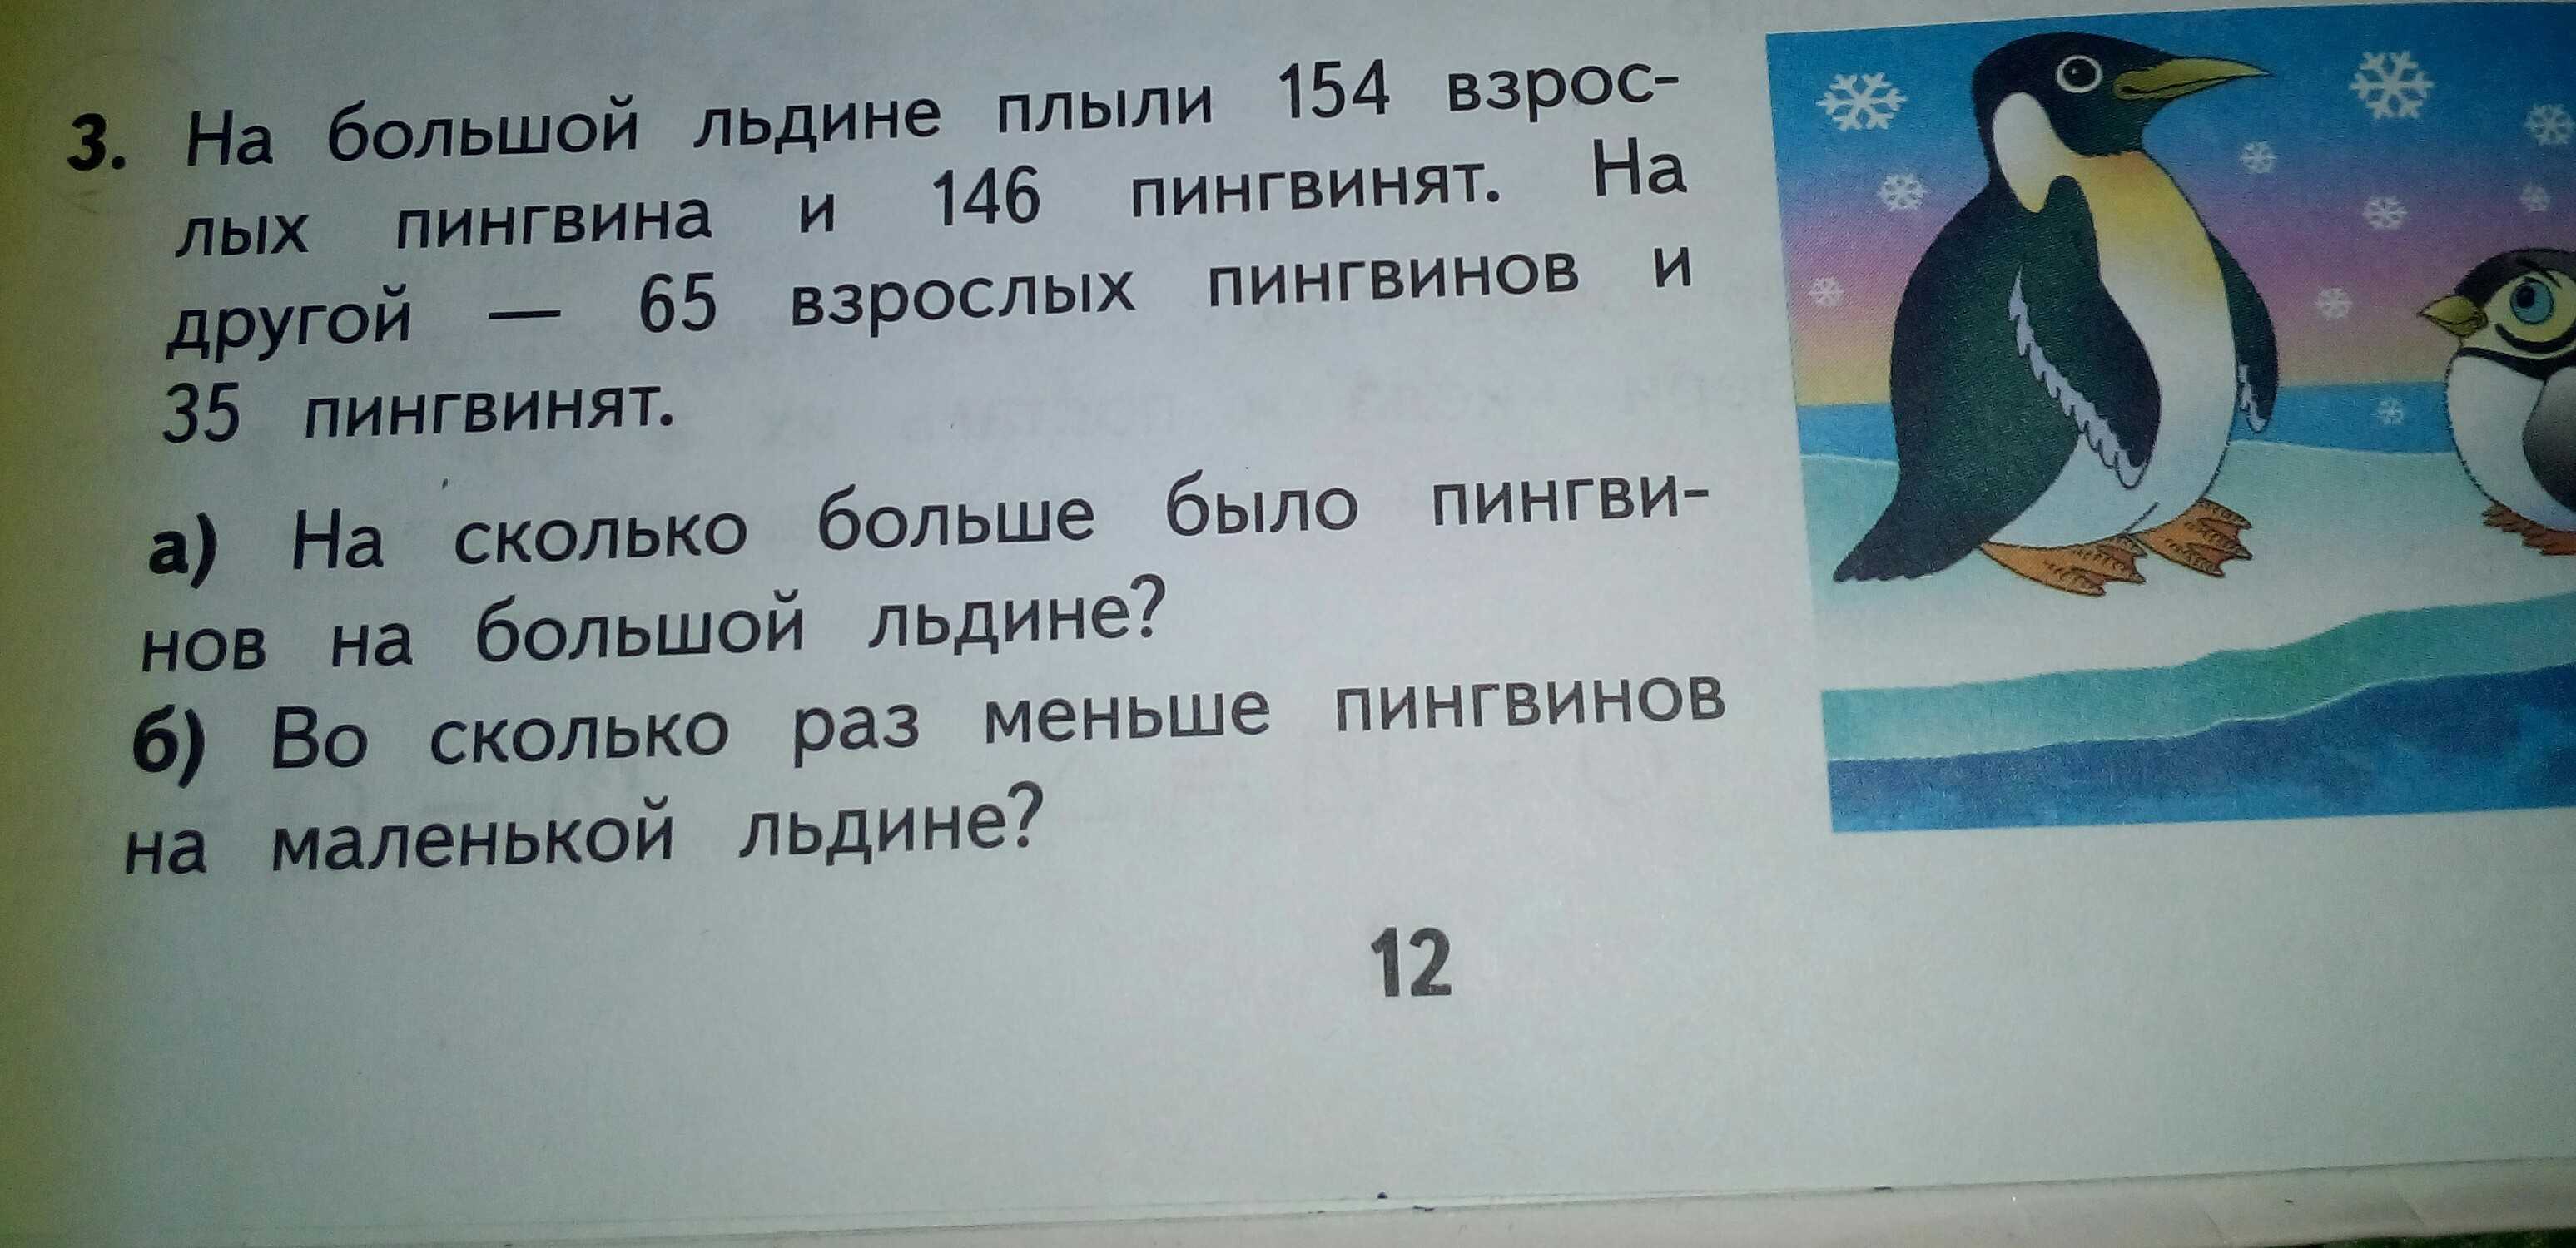 3. На большой льдине плыли 154 взрос-
лых пингвина и 146 пингвинят. На
другой — 65 взрослых пингвинов и
35 пингвинят.
а) На сколько больше было пингви-
нов на большой льдине?
б) Во сколько раз меньше пингвинов
на маленькой льдине?
12